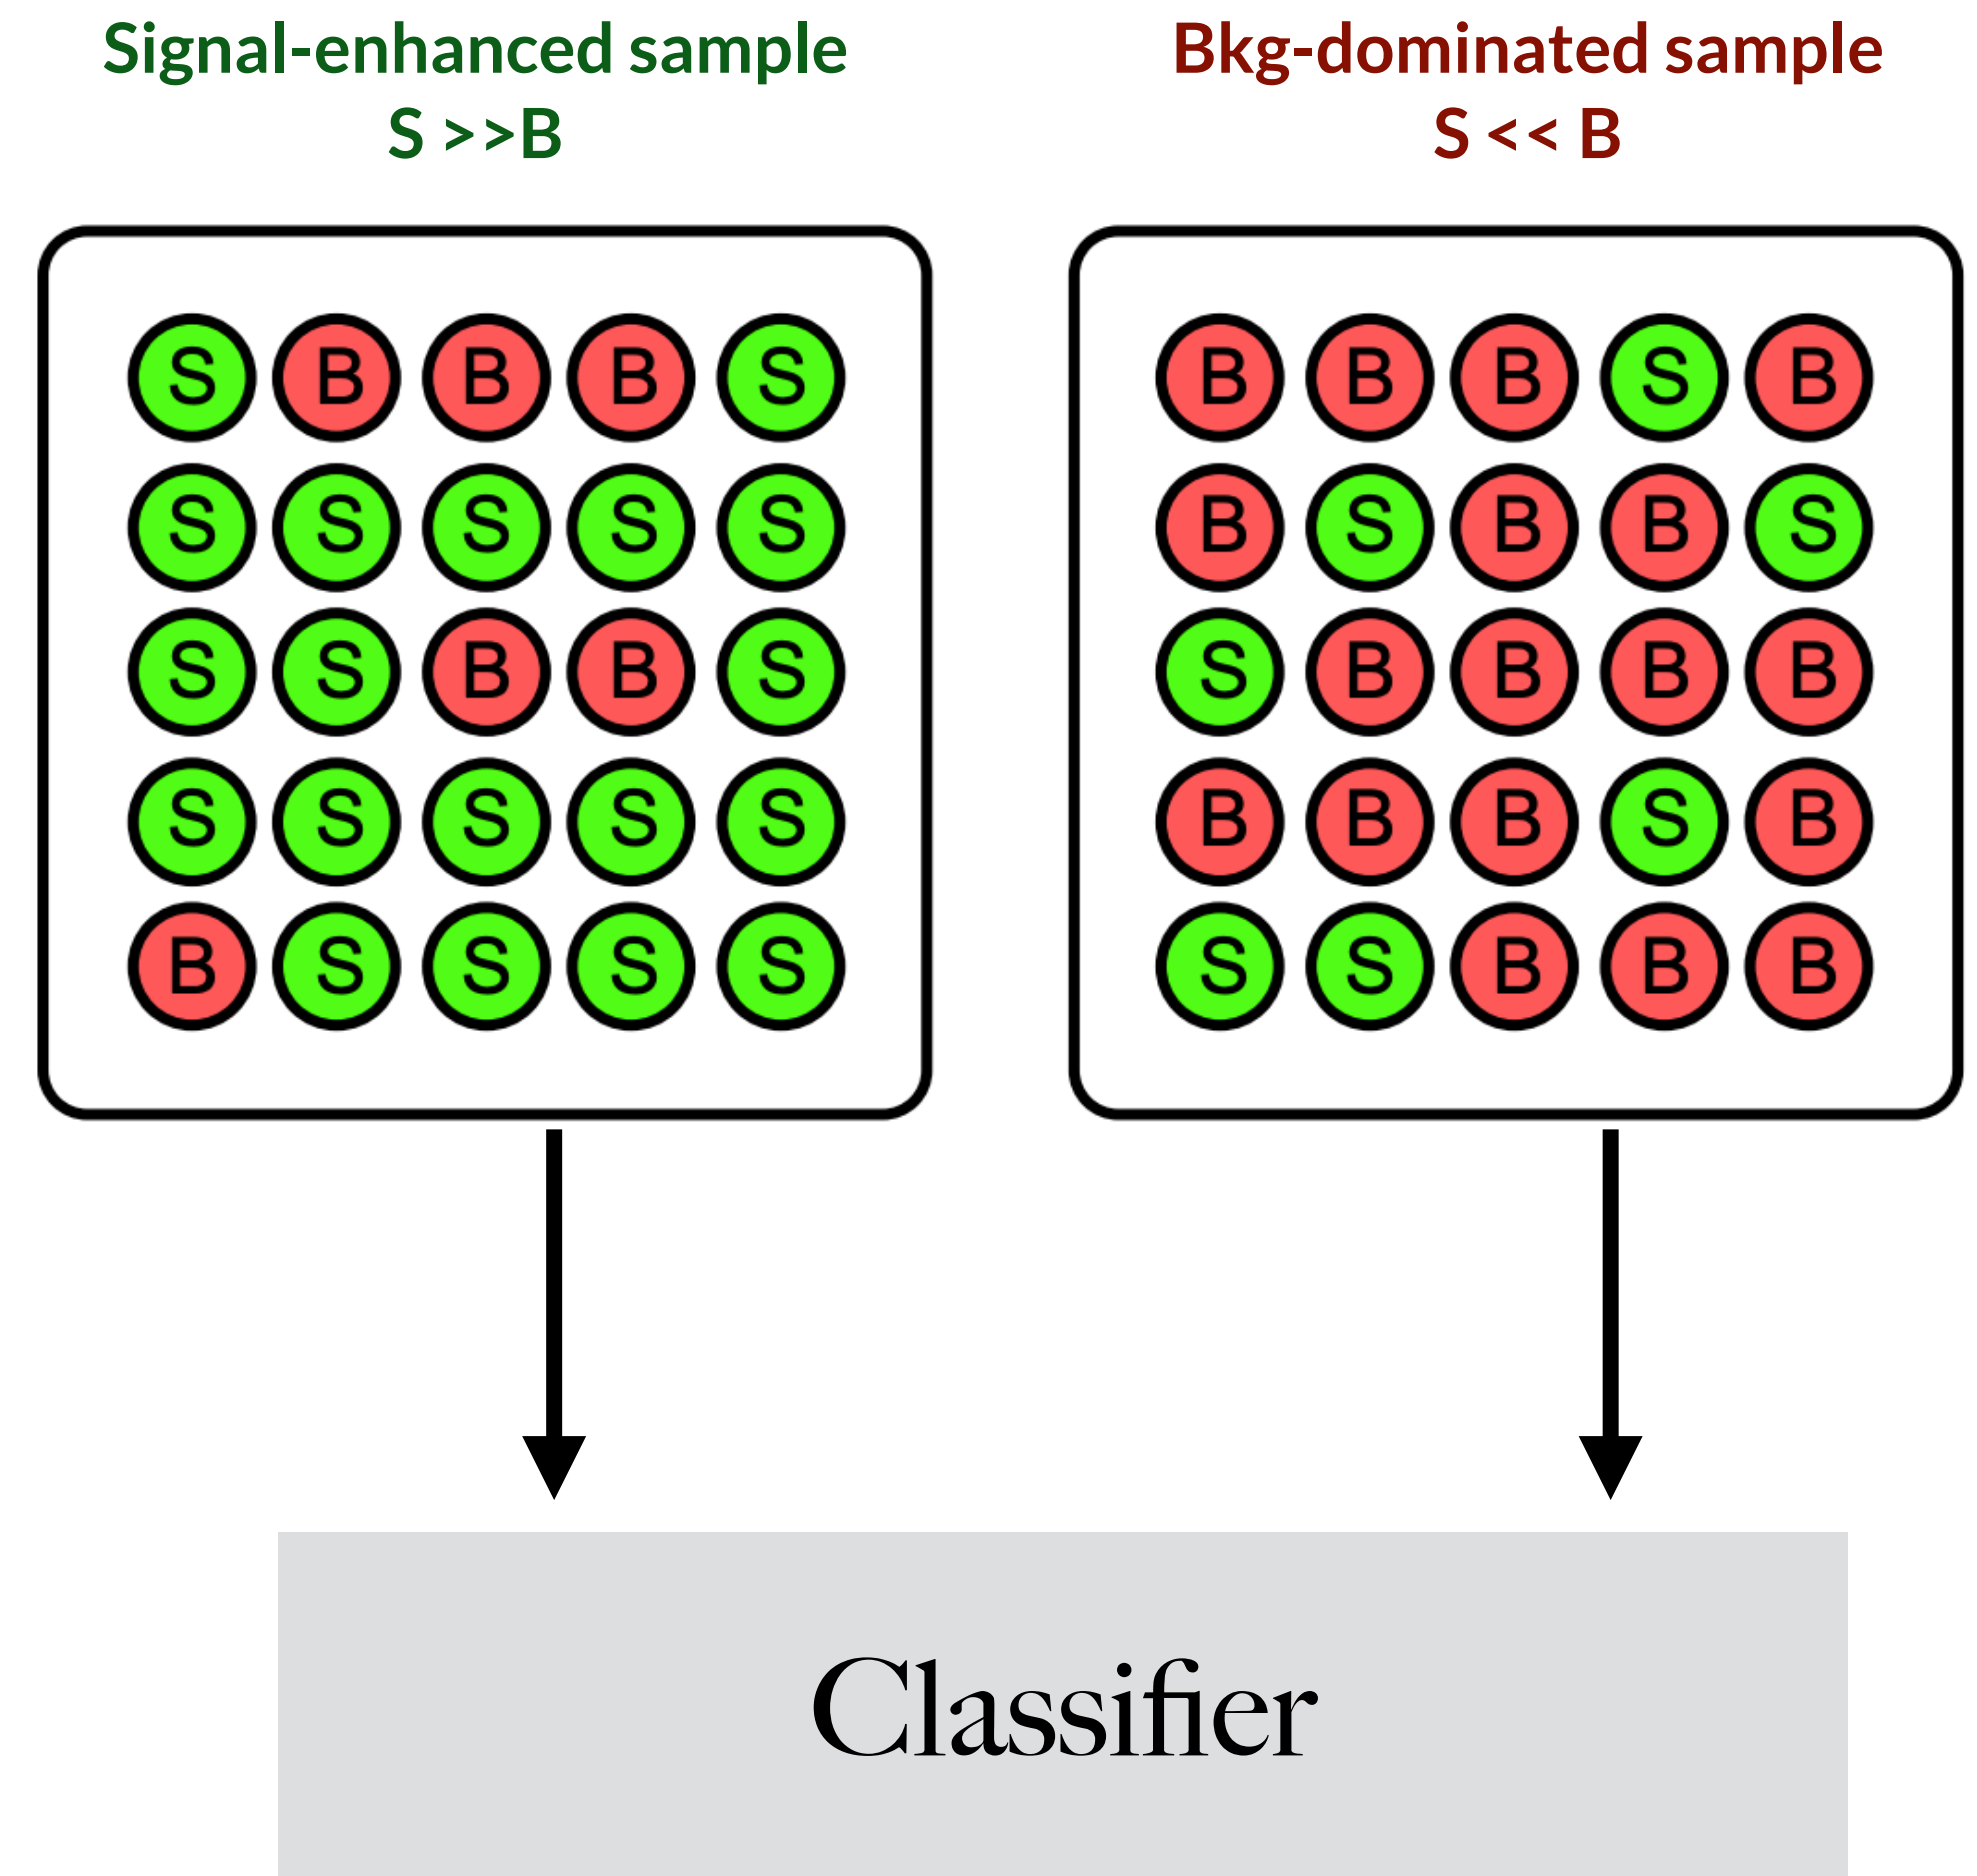 Signal-enhanced sample
S >>B
S B B B S
S S S S S
S S B B S
S S S S S
B S S S S
Bkg-dominated sample
S << B
B B B S B
B S B B S
S B B B B
B B B S B
S S B B B
Classifier